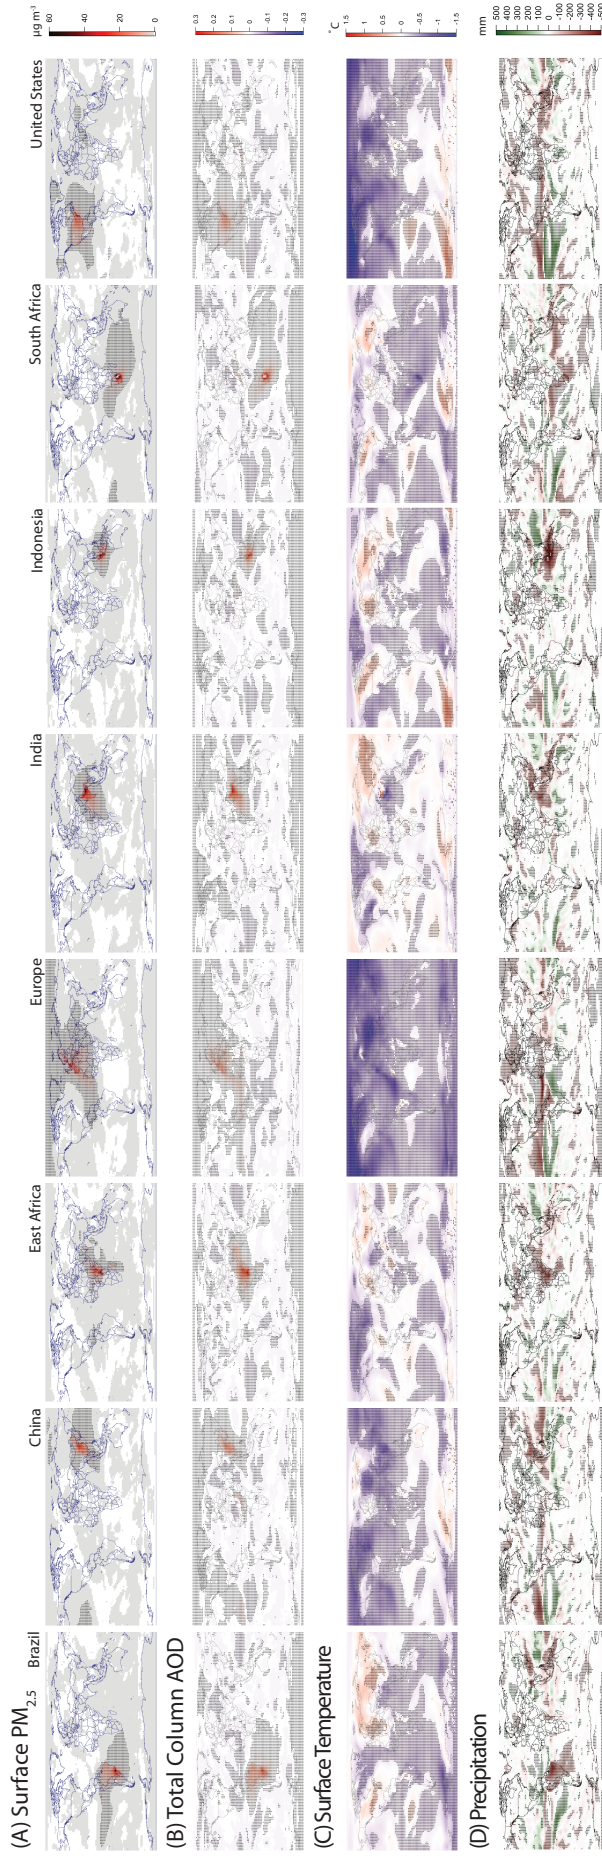 (A) Surface PM2.5
Brazil
China
East Africa
Europe
India
Indonesia
South Africa
United States
µg m⁻³
60
40
20
0
(B) Total Column AOD
0.3
0.2
0.1
0
-0.1
-0.2
-0.3
(C) Surface Temperature
°C
1.5
1
0.5
0
-0.5
-1
-1.5
(D) Precipitation
mm
500
400
300
200
100
0
-100
-200
-300
-400
-500